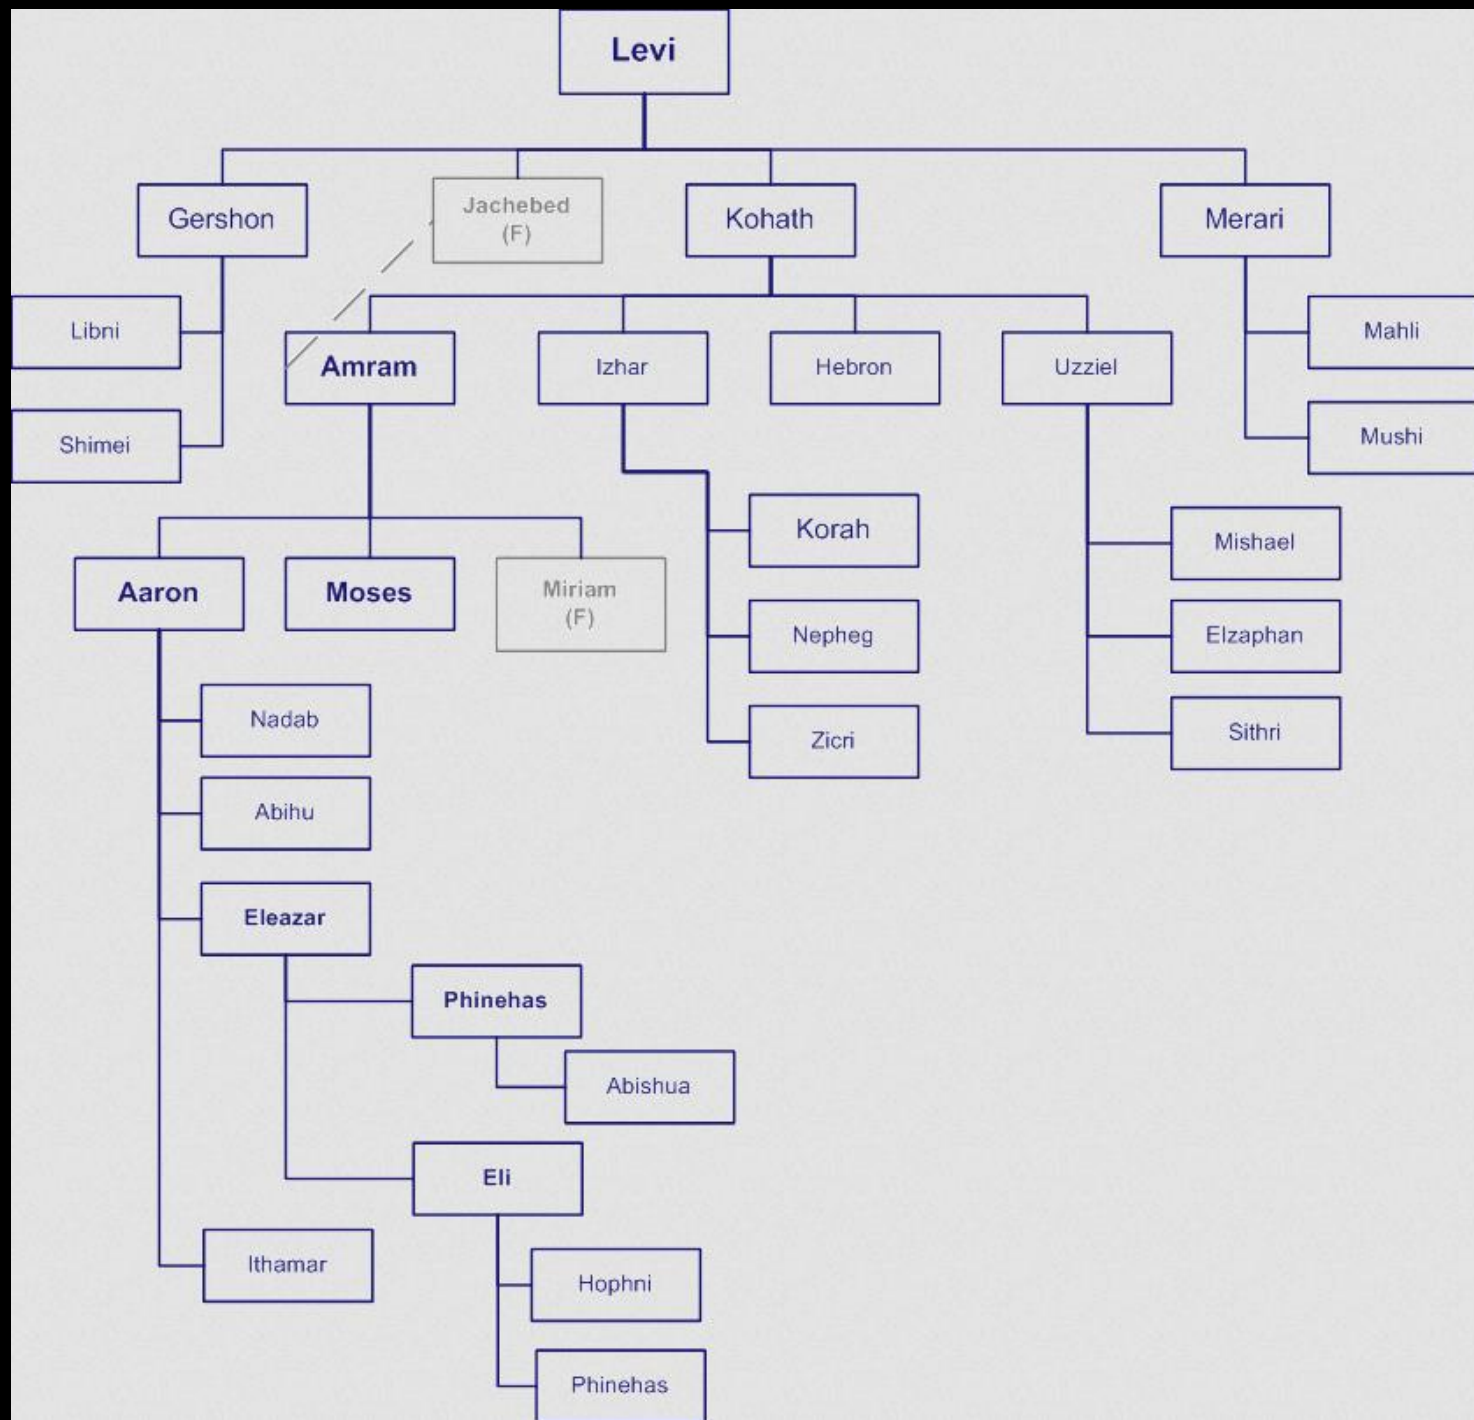 Levi
Gershon
Jachebed
(F)
Kohath
Merari
Libni
Shimei
Amram
Izhar
Hebron
Uzziel
Mahli
Mushi
Korah
Nepheg
Zicri
Mishael
Elzaphan
Sithri
Aaron
Moses
Miriam
(F)
Nadab
Abihu
Eleazar
Phinehas
Abishua
Eli
Ithamar
Hophni
Phinehas